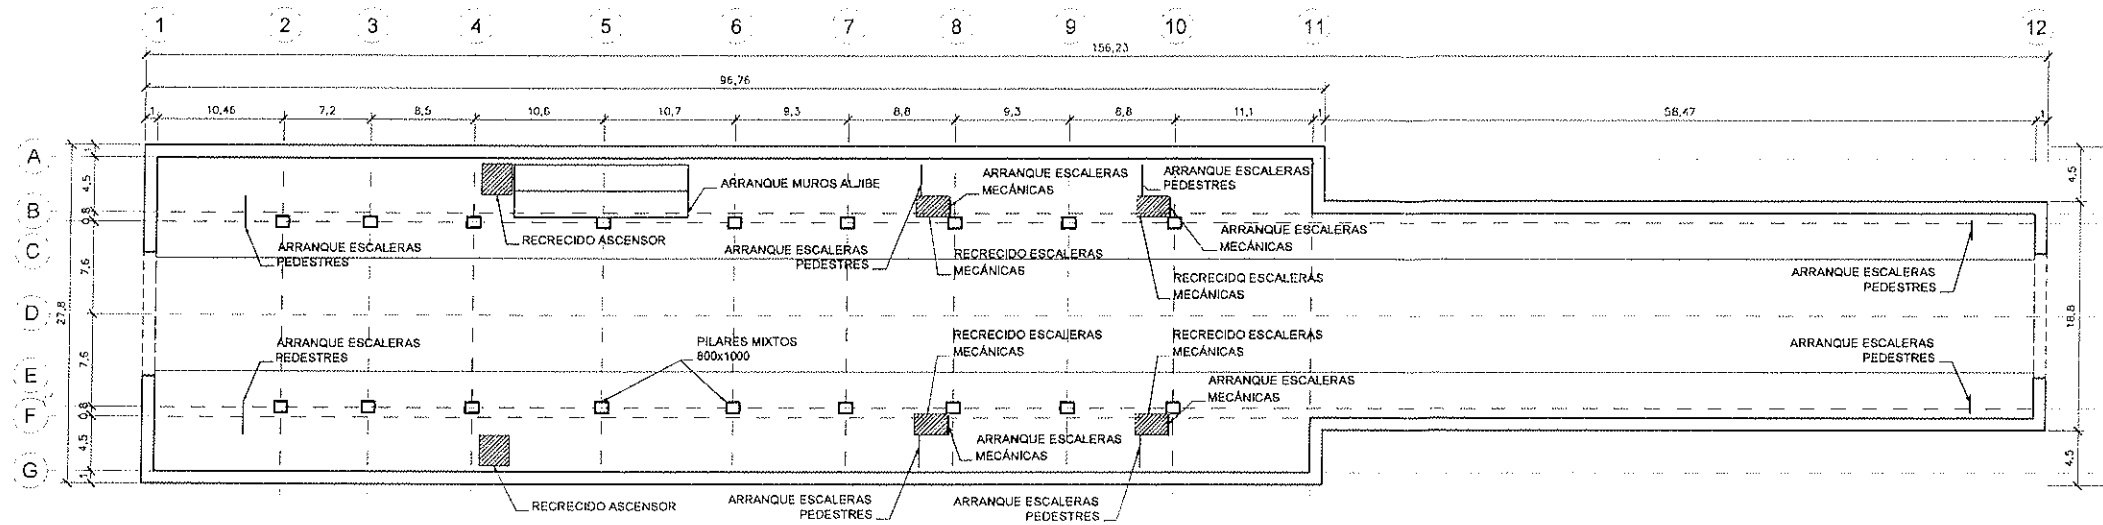 1 2 3 4 5 6 7 8 9 10 11 12
156,23
96,76
1 10,46 7,2 8,5 10,6 10,7 9,3 8,8 9,3 8,8 11,1 1 58,47 1
A
B
C
D
E
F
G
27,8
1
4,5
0,8
7,6
7,6
0,8
4,5
1
4,5
18,8
4,5
ARRANQUE MUROS ALJIBE
ARRANQUE ESCALERAS
MECÁNICAS
ARRANQUE ESCALERAS
PEDESTRES
ARRANQUE ESCALERAS
PEDESTRES
RECRECIDO ASCENSOR
ARRANQUE ESCALERAS
PEDESTRES
RECRECIDO ESCALERAS
MECÁNICAS
ARRANQUE ESCALERAS
MECÁNICAS
RECRECIDO ESCALERAS
MECÁNICAS
ARRANQUE ESCALERAS
PEDESTRES
ARRANQUE ESCALERAS
PEDESTRES
PILARES MIXTOS
800x1000
RECRECIDO ESCALERAS
MECÁNICAS
RECRECIDO ESCALERAS
MECÁNICAS
ARRANQUE ESCALERAS
PEDESTRES
ARRANQUE ESCALERAS
MECÁNICAS
ARRANQUE ESCALERAS
MECÁNICAS
RECRECIDO ASCENSOR
ARRANQUE ESCALERAS
PEDESTRES
ARRANQUE ESCALERAS
PEDESTRES